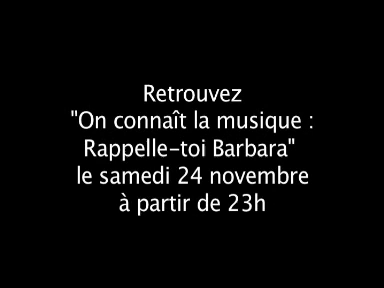 Retrouvez
"On connaît la musique :
Rappelle-toi Barbara"
le samedi 24 novembre
à partir de 23h